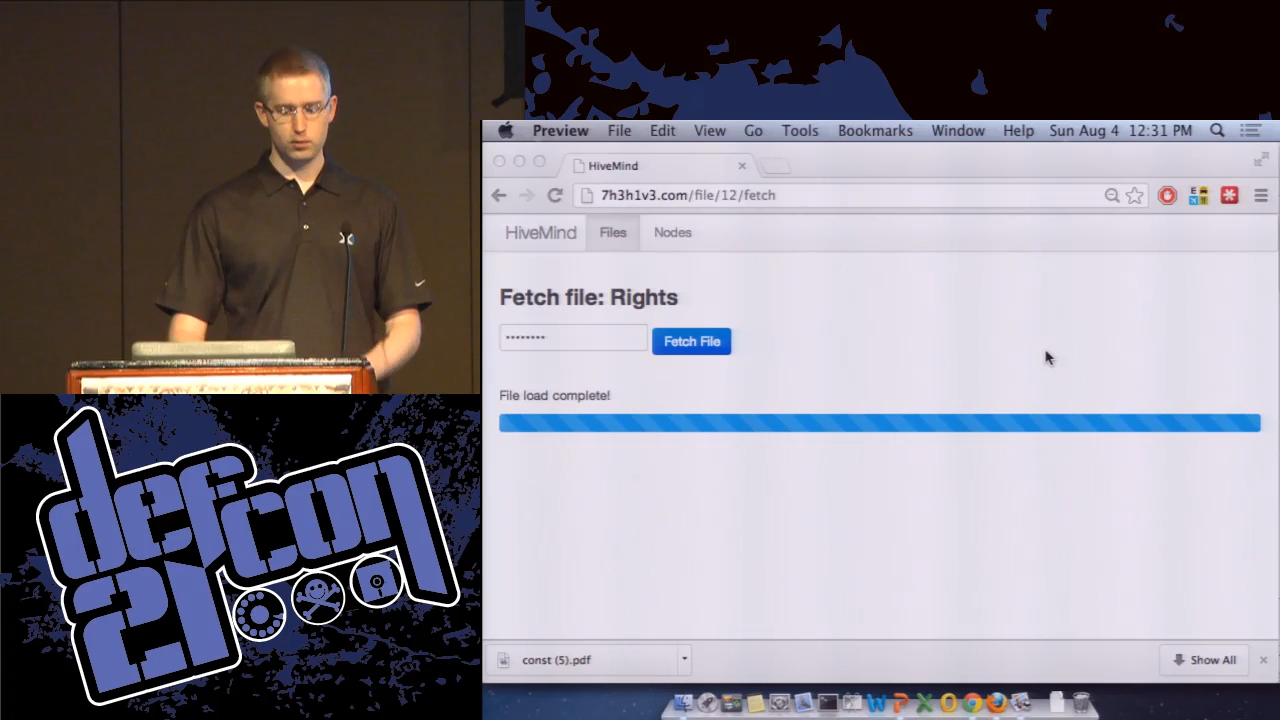 Preview File Edit View Go Tools Bookmarks Window Help Sun Aug 4 12:31 PM
HiveMind
7h3h1v3.com/file/12/fetch
HiveMind Files Nodes
Fetch file: Rights
•••••••• Fetch File
File load complete!
const (5).pdf Show All
defcon
21